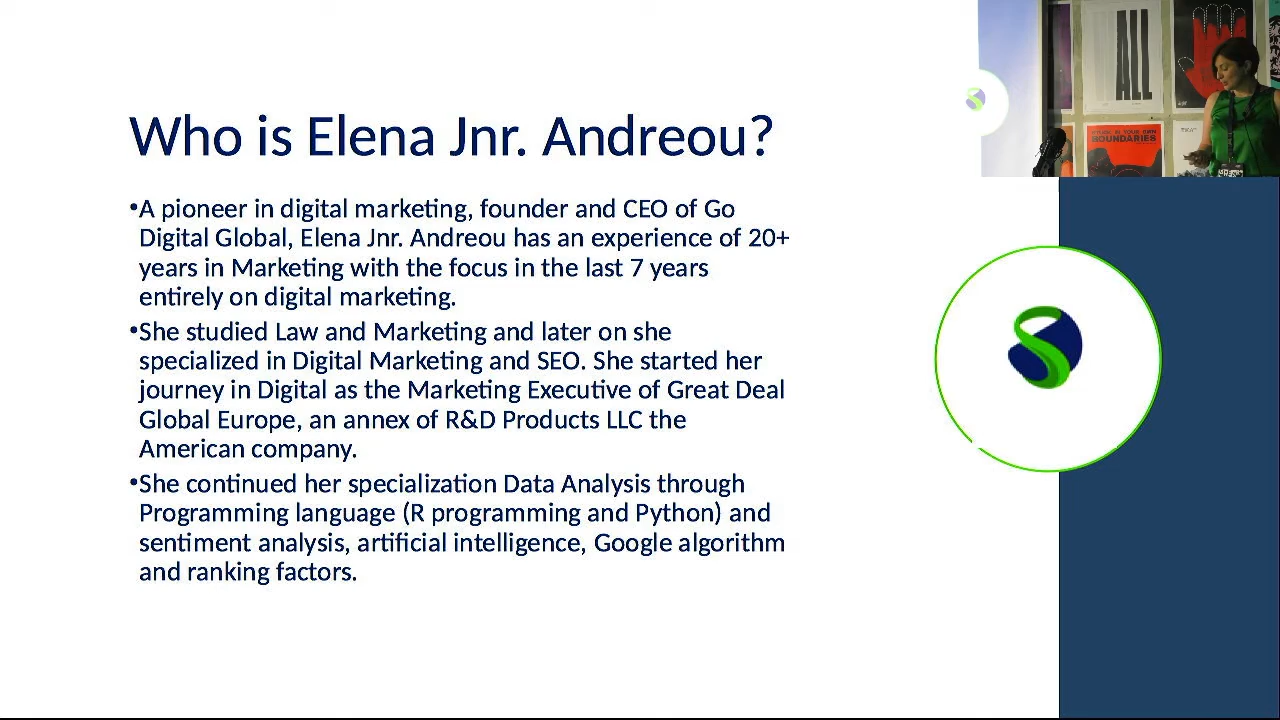 Who is Elena Jnr. Andreou?
•A pioneer in digital marketing, founder and CEO of Go
Digital Global, Elena Jnr. Andreou has an experience of 20+
years in Marketing with the focus in the last 7 years
entirely on digital marketing.
•She studied Law and Marketing and later on she
specialized in Digital Marketing and SEO. She started her
journey in Digital as the Marketing Executive of Great Deal
Global Europe, an annex of R&D Products LLC the
American company.
•She continued her specialization Data Analysis through
Programming language (R programming and Python) and
sentiment analysis, artificial intelligence, Google algorithm
and ranking factors.
ALL
BOUNDARIES